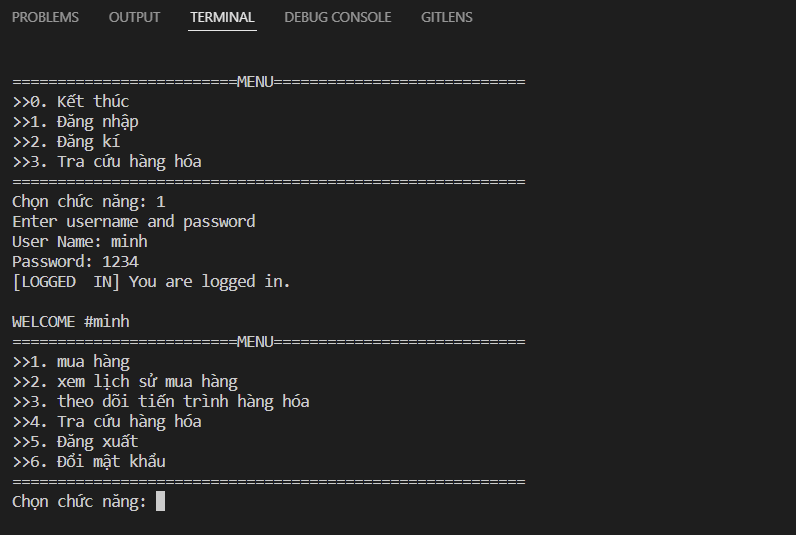 PROBLEMS OUTPUT TERMINAL DEBUG CONSOLE GITLENS
=========================MENU============================
>>0. Kết thúc
>>1. Đăng nhập
>>2. Đăng kí
>>3. Tra cứu hàng hóa
=========================================================
Chọn chức năng: 1
Enter username and password
User Name: minh
Password: 1234
[LOGGED  IN] You are logged in.
WELCOME #minh
=========================MENU============================
>>1. mua hàng
>>2. xem lịch sử mua hàng
>>3. theo dõi tiến trình hàng hóa
>>4. Tra cứu hàng hóa
>>5. Đăng xuất
>>6. Đổi mật khẩu
=========================================================
Chọn chức năng: